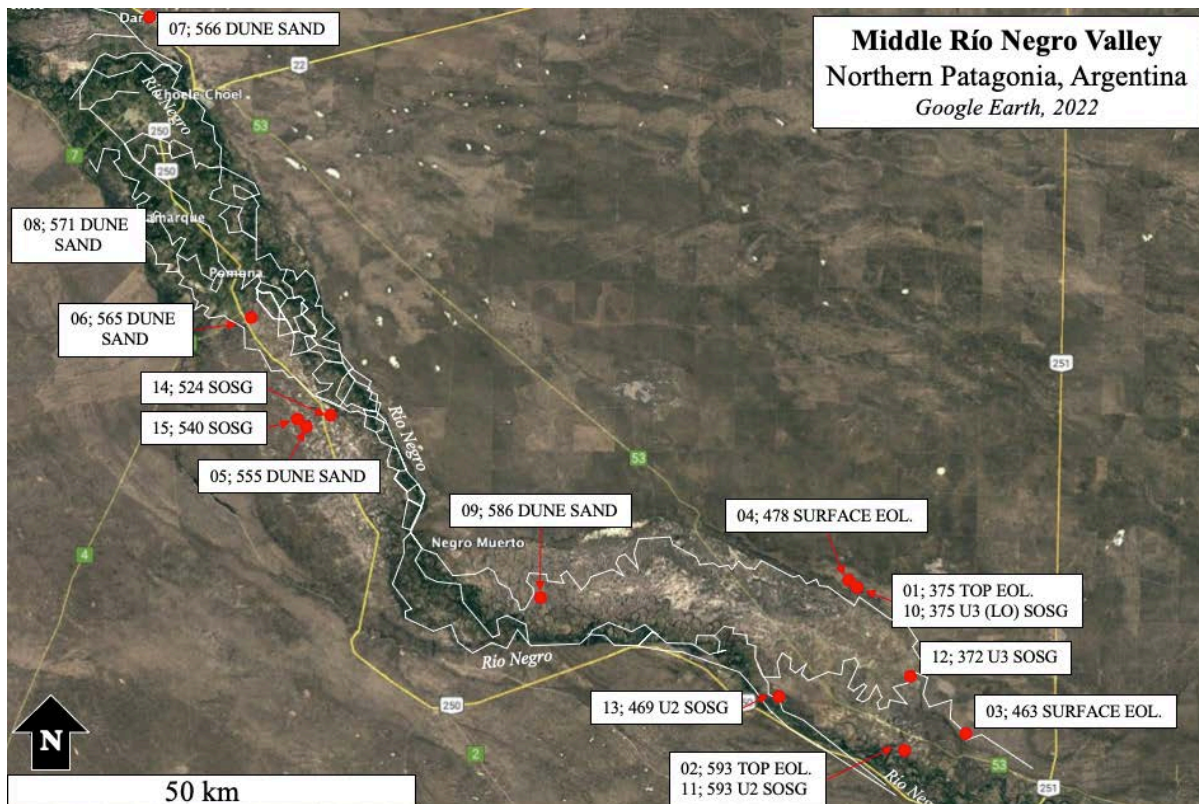 Dar
07; 566 DUNE SAND
22
Middle Río Negro Valley
Northern Patagonia, Argentina
Google Earth, 2022
Río Negro
Choele Choel
53
250
7
250
amarque
08; 571 DUNE
SAND
Pomona
06; 565 DUNE
SAND
251
14; 524 SOSG
15; 540 SOSG
Río Negro
53
05; 555 DUNE SAND
09; 586 DUNE SAND
04; 478 SURFACE EOL.
Negro Muerto
4
01; 375 TOP EOL.
10; 375 U3 (LO) SOSG
Río Negro
12; 372 U3 SOSG
250
13; 469 U2 SOSG
03; 463 SURFACE EOL.
N
2
02; 593 TOP EOL.
11; 593 U2 SOSG
53
Río Negro
251
50 km